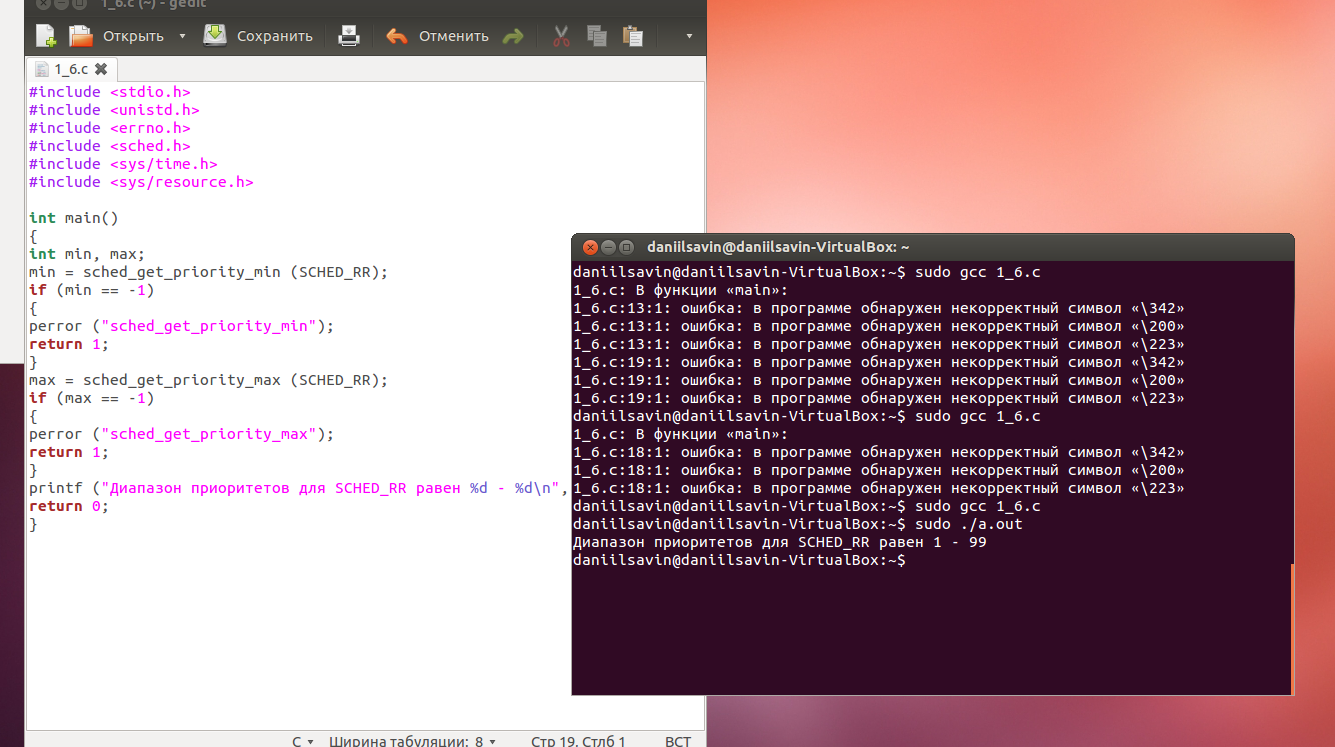 1_6.c (~) - gedit
Открыть Сохранить Отменить
1_6.c
#include <stdio.h>
#include <unistd.h>
#include <errno.h>
#include <sched.h>
#include <sys/time.h>
#include <sys/resource.h>
int main()
{
int min, max;
min = sched_get_priority_min (SCHED_RR);
if (min == -1)
{
perror ("sched_get_priority_min");
return 1;
}
max = sched_get_priority_max (SCHED_RR);
if (max == -1)
{
perror ("sched_get_priority_max");
return 1;
}
printf ("Диапазон приоритетов для SCHED_RR равен %d - %d\n",
return 0;
}
C Ширина табуляции: 8 Стр 19, Стлб 1 ВСТ
daniilsavin@daniilsavin-VirtualBox: ~
daniilsavin@daniilsavin-VirtualBox:~$ sudo gcc 1_6.c
1_6.c: В функции «main»:
1_6.c:13:1: ошибка: в программе обнаружен некорректный символ «\342»
1_6.c:13:1: ошибка: в программе обнаружен некорректный символ «\200»
1_6.c:13:1: ошибка: в программе обнаружен некорректный символ «\223»
1_6.c:19:1: ошибка: в программе обнаружен некорректный символ «\342»
1_6.c:19:1: ошибка: в программе обнаружен некорректный символ «\200»
1_6.c:19:1: ошибка: в программе обнаружен некорректный символ «\223»
daniilsavin@daniilsavin-VirtualBox:~$ sudo gcc 1_6.c
1_6.c: В функции «main»:
1_6.c:18:1: ошибка: в программе обнаружен некорректный символ «\342»
1_6.c:18:1: ошибка: в программе обнаружен некорректный символ «\200»
1_6.c:18:1: ошибка: в программе обнаружен некорректный символ «\223»
daniilsavin@daniilsavin-VirtualBox:~$ sudo gcc 1_6.c
daniilsavin@daniilsavin-VirtualBox:~$ sudo ./a.out
Диапазон приоритетов для SCHED_RR равен 1 - 99
daniilsavin@daniilsavin-VirtualBox:~$